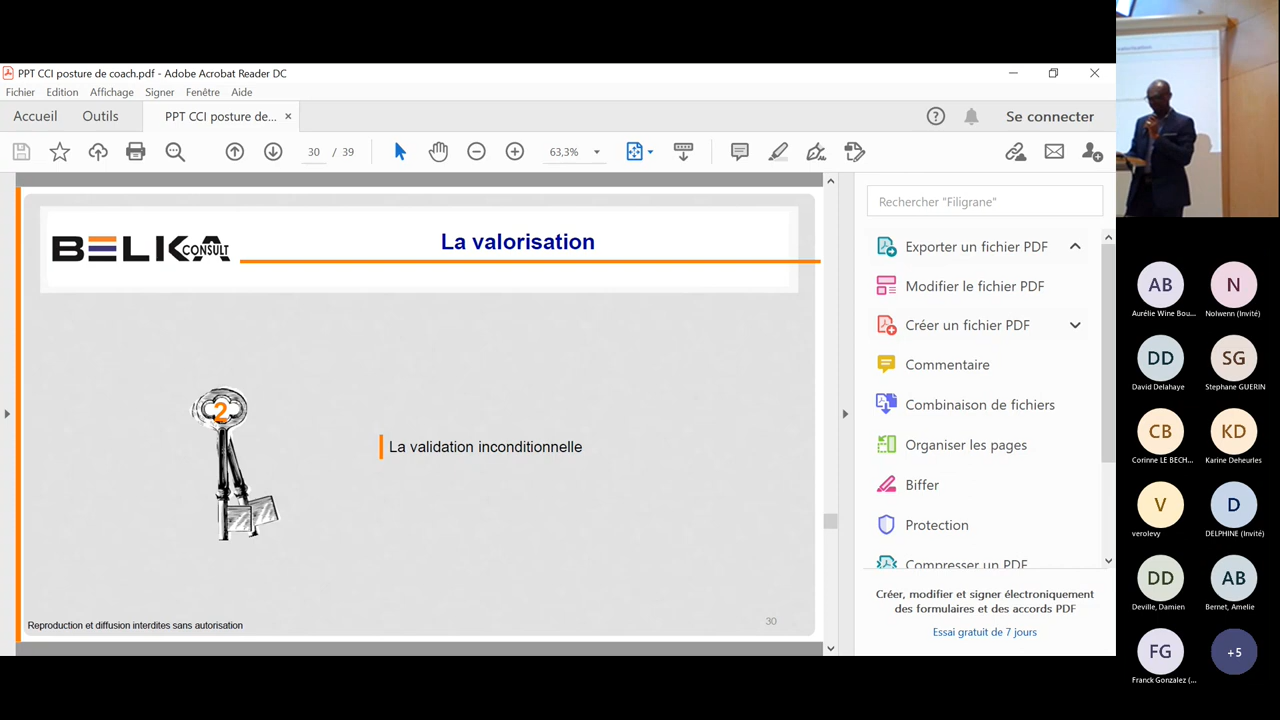 PPT CCI posture de coach.pdf - Adobe Acrobat Reader DC
Fichier Edition Affichage Signer Fenêtre Aide
Accueil Outils PPT CCI posture de... × Se connecter
30 / 39 63,3%
BELIKA CONSULT
La valorisation
2
La validation inconditionnelle
Reproduction et diffusion interdites sans autorisation
30
Rechercher "Filigrane"
Exporter un fichier PDF
Modifier le fichier PDF
Créer un fichier PDF
Commentaire
Combinaison de fichiers
Organiser les pages
Biffer
Protection
Compresser un PDF
Créer, modifier et signer électroniquement
des formulaires et des accords PDF
Essai gratuit de 7 jours
valorisation
AB N
Aurélie Wine Bou... Nolwenn (Invité)
DD SG
David Delahaye Stephane GUERIN
CB KD
Corinne LE BECH... Karine Deheurles
V D
verolevy DELPHINE (Invité)
DD AB
Deville, Damien Bernet, Amelie
FG +5
Franck Gonzalez (...